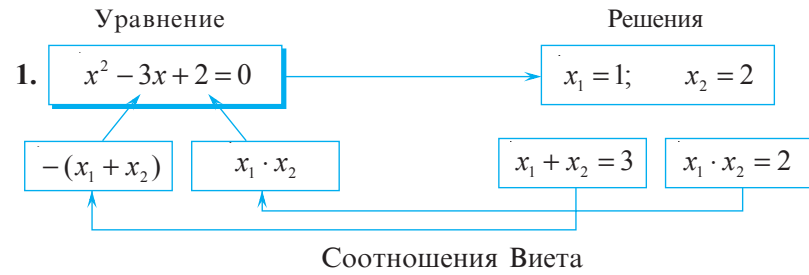 Уравнение Решения
1. x² − 3x + 2 = 0 x₁ = 1; x₂ = 2
−(x₁ + x₂) x₁ · x₂ x₁ + x₂ = 3 x₁ · x₂ = 2
Соотношения Виета